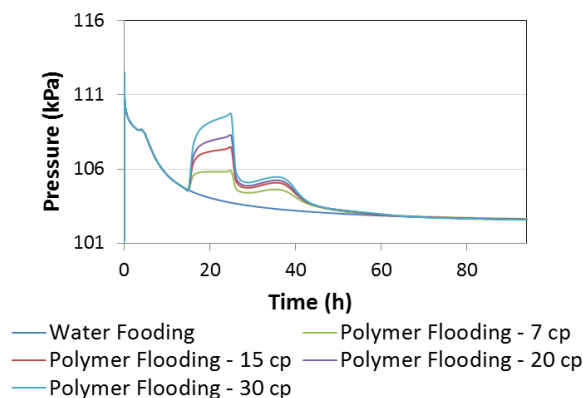 116
111
106
101
Pressure (kPa)
0 20 40 60 80
Time (h)
Water Fooding
Polymer Flooding - 7 cp
Polymer Flooding - 15 cp
Polymer Flooding - 20 cp
Polymer Flooding - 30 cp